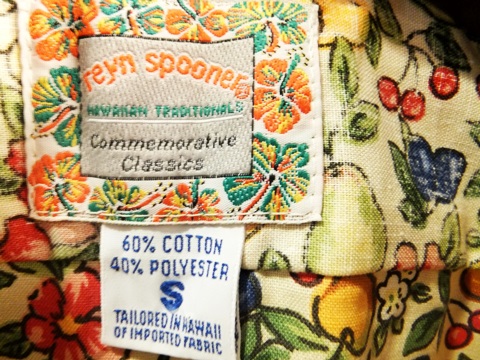 reyn spooner®
HAWAIIAN TRADITIONALS
Commemorative
Classics
60% COTTON
40% POLYESTER
S
TAILORED IN HAWAII
OF IMPORTED FABRIC